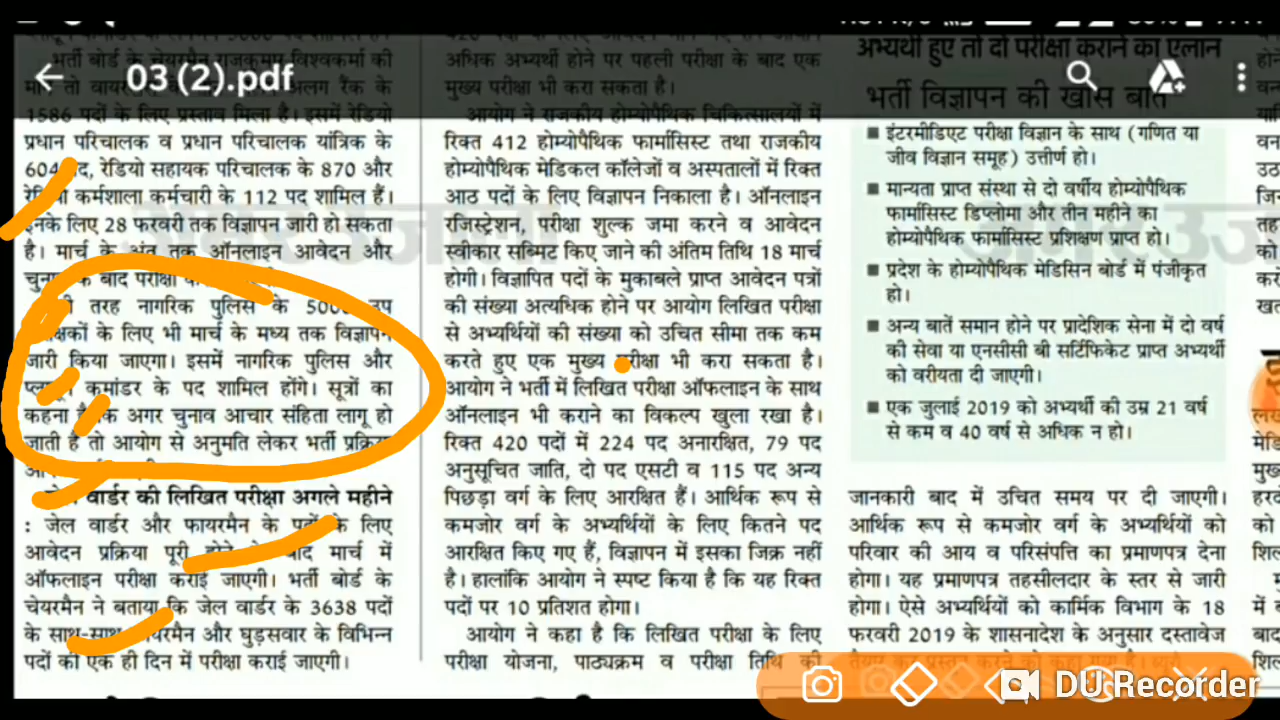 03 (2).pdf
भर्ती बोर्ड के चेयरमैन राजकुमार विश्वकर्मा की
1586 पदों के लिए प्रस्ताव मिला है। इसमें रेडियो
प्रधान परिचालक व प्रधान परिचालक यांत्रिक के
604 रेडियो सहायक परिचालक के 870 और
कर्मशाला कर्मचारी के 112 पद शामिल हैं।
इनके लिए 28 फरवरी तक विज्ञापन जारी हो सकता
है। मार्च के अंत तक ऑनलाइन आवेदन और
के बाद परीक्षा
तरह नागरिक पुलिस के
के लिए भी मार्च के मध्य तक विज्ञापन
जारी किया जाएगा। इसमें नागरिक पुलिस और
कमांडर के पद शामिल होंगे। सूत्रों का
कहना है कि अगर चुनाव आचार संहिता लागू हो
जाती है तो आयोग से अनुमति लेकर भर्ती प्रक्रिया
वार्डर की लिखित परीक्षा अगले महीने
: जेल वार्डर और फायरमैन के पदों के लिए
आवेदन प्रक्रिया पूरी होने के बाद मार्च में
ऑफलाइन परीक्षा कराई जाएगी। भर्ती बोर्ड के
चेयरमैन ने बताया कि जेल वार्डर के 3638 पदों
के साथ-साथ फायरमैन और घुड़सवार के विभिन्न
पदों की एक ही दिन में परीक्षा कराई जाएगी।
अधिक अभ्यर्थी होने पर पहली परीक्षा के बाद एक
मुख्य परीक्षा भी करा सकता है।
आयोग ने राजकीय होम्योपैथिक चिकित्सालयों में
रिक्त 412 होम्योपैथिक फार्मासिस्ट तथा राजकीय
होम्योपैथिक मेडिकल कॉलेजों व अस्पतालों में रिक्त
आठ पदों के लिए विज्ञापन निकाला है। ऑनलाइन
रजिस्ट्रेशन, परीक्षा शुल्क जमा करने व आवेदन
स्वीकार सब्मिट किए जाने की अंतिम तिथि 18 मार्च
होगी। विज्ञापित पदों के मुकाबले प्राप्त आवेदन पत्रों
की संख्या अत्यधिक होने पर आयोग लिखित परीक्षा
से अभ्यर्थियों की संख्या को उचित सीमा तक कम
करते हुए एक मुख्य परीक्षा भी करा सकता है।
आयोग ने भर्ती में लिखित परीक्षा ऑफलाइन के साथ
ऑनलाइन भी कराने का विकल्प खुला रखा है।
रिक्त 420 पदों में 224 पद अनारक्षित, 79 पद
अनुसूचित जाति, दो पद एसटी व 115 पद अन्य
पिछड़ा वर्ग के लिए आरक्षित हैं। आर्थिक रूप से
कमजोर वर्ग के अभ्यर्थियों के लिए कितने पद
आरक्षित किए गए हैं, विज्ञापन में इसका जिक्र नहीं
है। हालांकि आयोग ने स्पष्ट किया है कि यह रिक्त
पदों पर 10 प्रतिशत होगा।
आयोग ने कहा है कि लिखित परीक्षा के लिए
परीक्षा योजना, पाठ्यक्रम व परीक्षा तिथि की
अभ्यर्थी हुए तो दो परीक्षा कराने का एलान
भर्ती विज्ञापन की खास बातें
■ इंटरमीडिएट परीक्षा विज्ञान के साथ (गणित या
जीव विज्ञान समूह) उत्तीर्ण हो।
■ मान्यता प्राप्त संस्था से दो वर्षीय होम्योपैथिक
फार्मासिस्ट डिप्लोमा और तीन महीने का
होम्योपैथिक फार्मासिस्ट प्रशिक्षण प्राप्त हो।
■ प्रदेश के होम्योपैथिक मेडिसिन बोर्ड में पंजीकृत
हो।
■ अन्य बातें समान होने पर प्रादेशिक सेना में दो वर्ष
की सेवा या एनसीसी बी सर्टिफिकेट प्राप्त अभ्यर्थी
को वरीयता दी जाएगी।
■ एक जुलाई 2019 को अभ्यर्थी की उम्र 21 वर्ष
से कम व 40 वर्ष से अधिक न हो।
जानकारी बाद में उचित समय पर दी जाएगी।
आर्थिक रूप से कमजोर वर्ग के अभ्यर्थियों को
परिवार की आय व परिसंपत्ति का प्रमाणपत्र देना
होगा। यह प्रमाणपत्र तहसीलदार के स्तर से जारी
होगा। ऐसे अभ्यर्थियों को कार्मिक विभाग के 18
फरवरी 2019 के शासनादेश के अनुसार दस्तावेज
DU Recorder